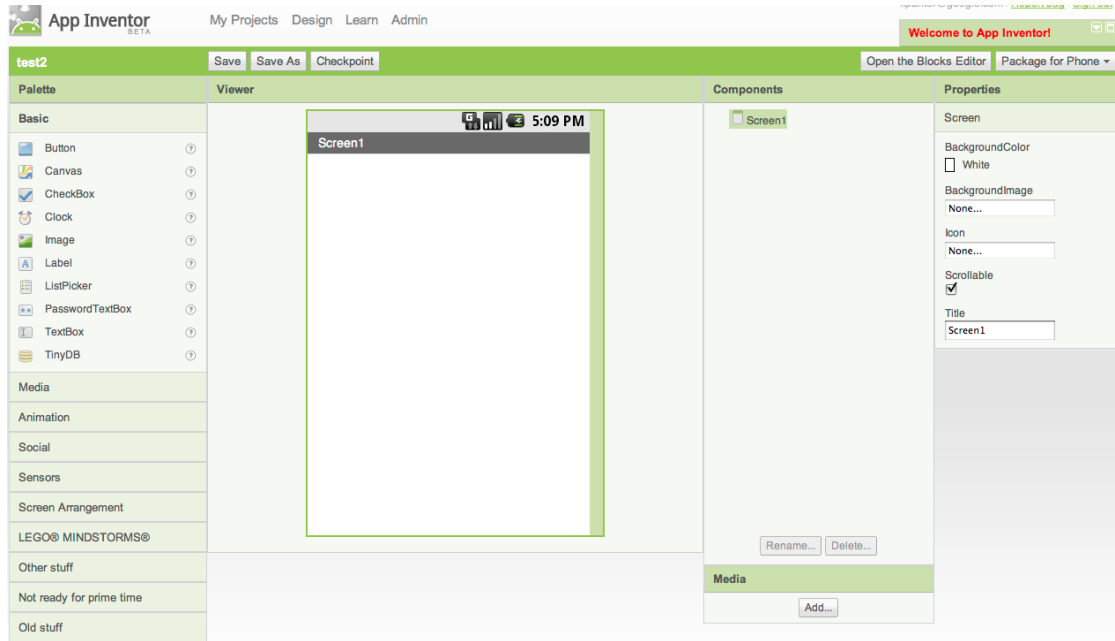 App Inventor
BETA
My Projects Design Learn Admin
Welcome to App Inventor!
test2
Save Save As Checkpoint
Open the Blocks Editor Package for Phone
Palette
Viewer
Components
Properties
Basic
Button
Canvas
CheckBox
Clock
Image
Label
ListPicker
PasswordTextBox
TextBox
TinyDB
Media
Animation
Social
Sensors
Screen Arrangement
LEGO® MINDSTORMS®
Other stuff
Not ready for prime time
Old stuff
5:09 PM
Screen1
Screen1
Rename... Delete...
Media
Add...
Screen
BackgroundColor
White
BackgroundImage
None...
Icon
None...
Scrollable
Title
Screen1